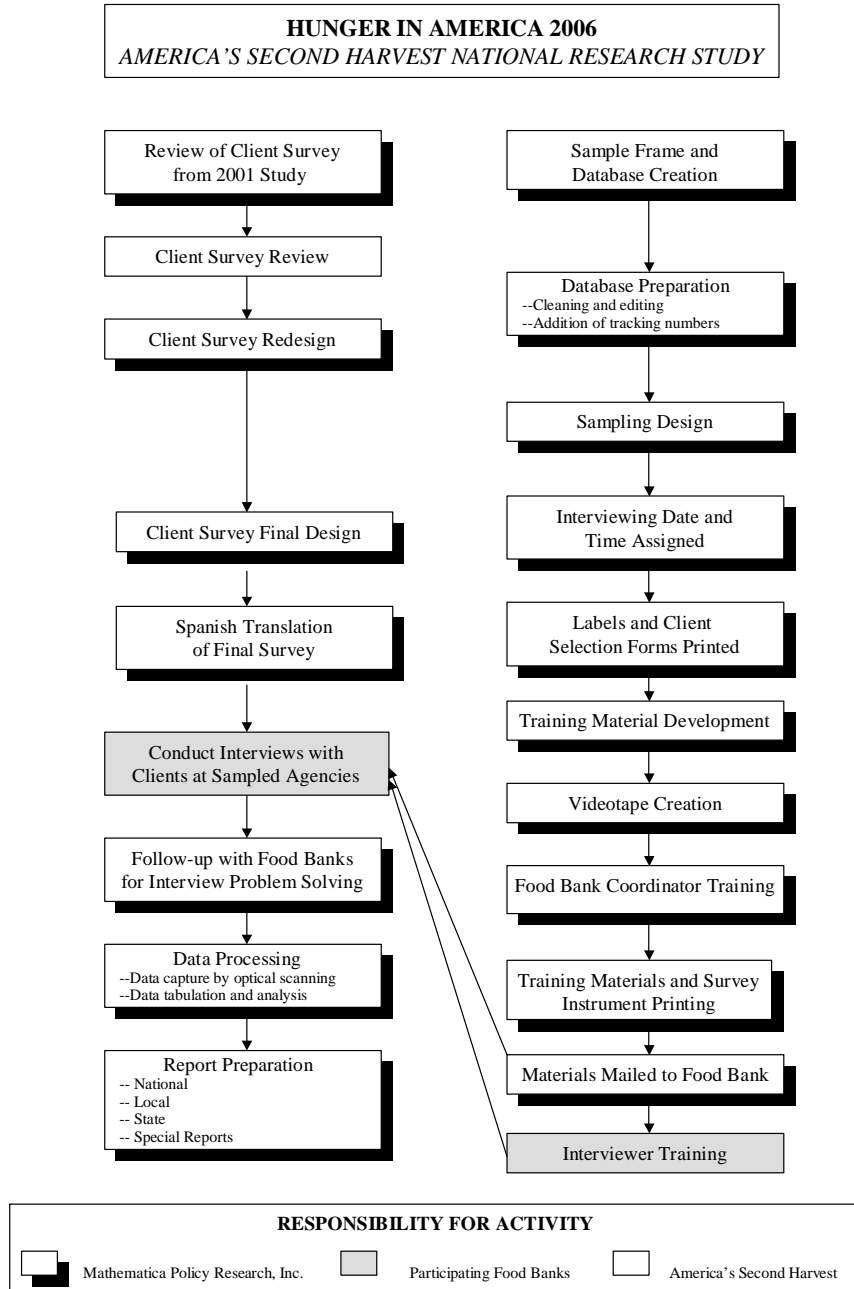 HUNGER IN AMERICA 2006
AMERICA'S SECOND HARVEST NATIONAL RESEARCH STUDY
Review of Client Survey
from 2001 Study
Client Survey Review
Client Survey Redesign
Client Survey Final Design
Spanish Translation
of Final Survey
Conduct Interviews with
Clients at Sampled Agencies
Follow-up with Food Banks
for Interview Problem Solving
Data Processing
--Data capture by optical scanning
--Data tabulation and analysis
Report Preparation
-- National
-- Local
-- State
-- Special Reports
Sample Frame and
Database Creation
Database Preparation
--Cleaning and editing
--Addition of tracking numbers
Sampling Design
Interviewing Date and
Time Assigned
Labels and Client
Selection Forms Printed
Training Material Development
Videotape Creation
Food Bank Coordinator Training
Training Materials and Survey
Instrument Printing
Materials Mailed to Food Bank
Interviewer Training
RESPONSIBILITY FOR ACTIVITY
Mathematica Policy Research, Inc.
Participating Food Banks
America's Second Harvest